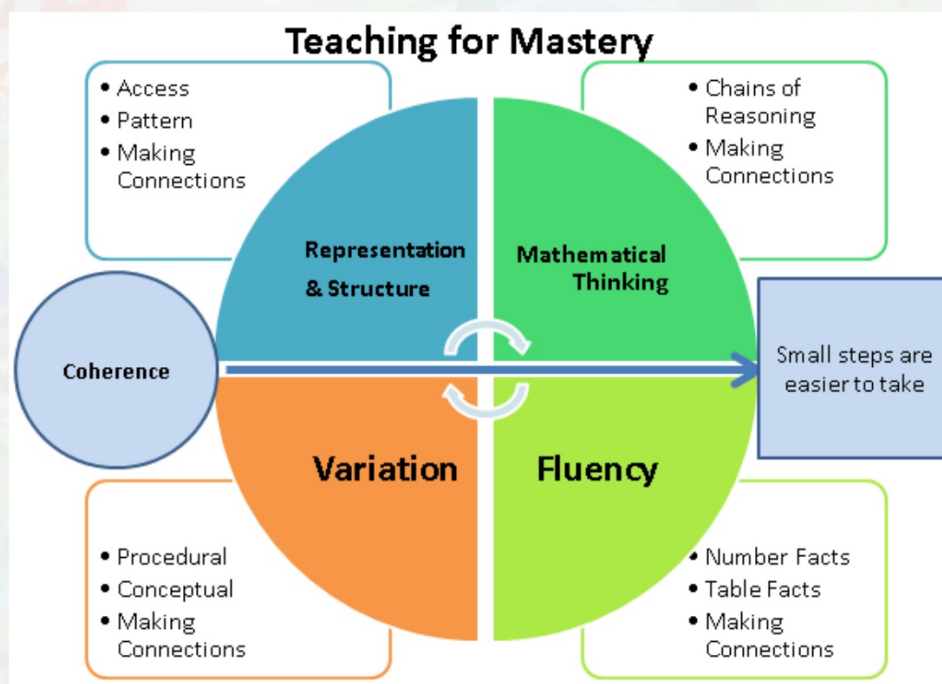 Teaching for Mastery
• Access
• Pattern
• Making
Connections
• Chains of
Reasoning
• Making
Connections
Representation
& Structure
Mathematical
Thinking
Coherence
Small steps are
easier to take
Variation
Fluency
• Procedural
• Conceptual
• Making
Connections
• Number Facts
• Table Facts
• Making
Connections